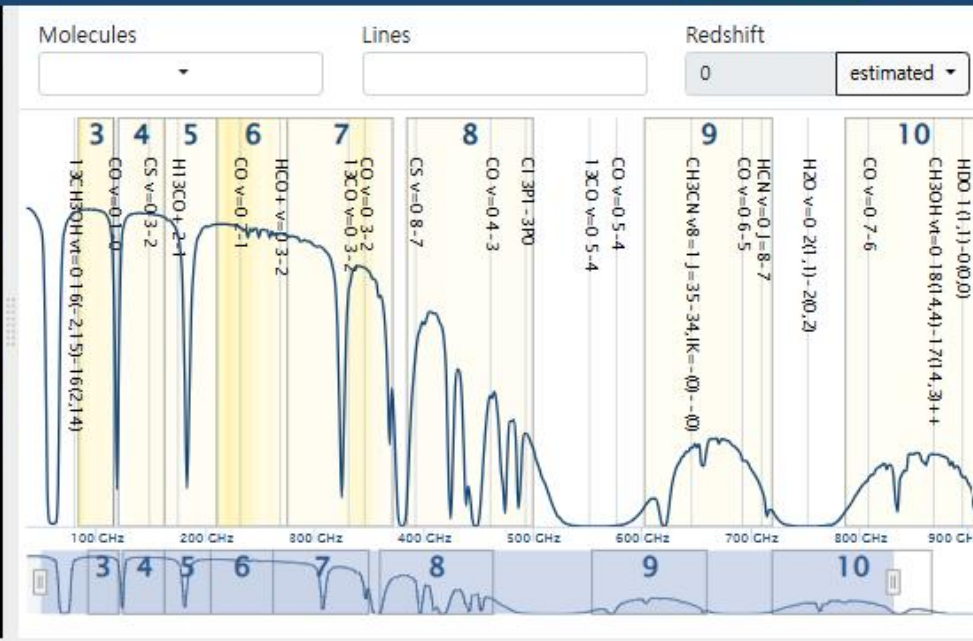 Molecules
Lines
Redshift
0
estimated
3
4
5
6
7
8
9
10
13CH3OH vt=0 16(-2,15)-16(2,14)
CO v=0 1-0
CS v=0 3-2
H13CO+ 2-1
CO v=0 2-1
HCO+ v=0 3-2
13CO v=0 3-2
CO v=0 3-2
CS v=0 8-7
CO v=0 4-3
CI 3P1-3P0
13CO v=0 5-4
CO v=0 5-4
CH3CN v8=1 J=35-34,lK=-(0)--(0)
CO v=0 6-5
HCN v=0 J=8-7
H2O v=0 2(1,1)-2(0,2)
CO v=0 7-6
CH3OH vt=0 18(14,4)-17(14,3)++
HDO 1(1,1)-0(0,0)
100 GHz
200 GHz
300 GHz
400 GHz
500 GHz
600 GHz
700 GHz
800 GHz
900 GH
3
4
5
6
7
8
9
10